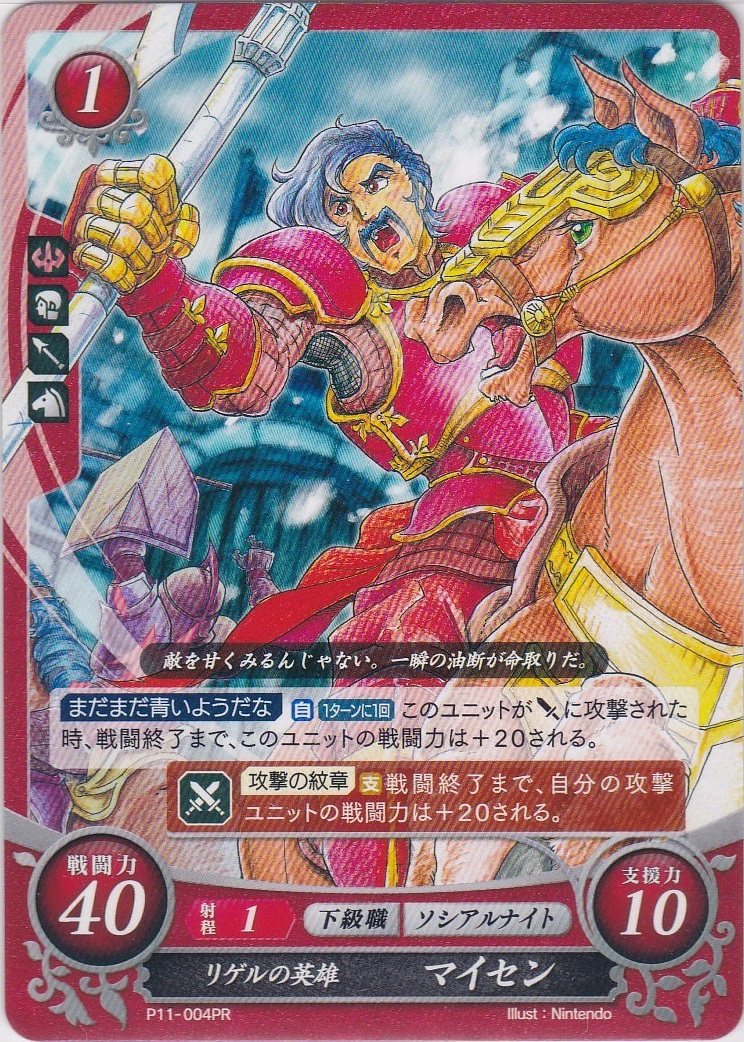 1
敵を甘くみるんじゃない。一瞬の油断が命取りだ。
まだまだ青いようだな 自 1ターンに1回 このユニットが に攻撃された
時、戦闘終了まで、このユニットの戦闘力は＋20される。
攻撃の紋章 支 戦闘終了まで、自分の攻撃
ユニットの戦闘力は＋20される。
戦闘力
40
射程 1 下級職 ソシアルナイト
支援力
10
リゲルの英雄 マイセン
P11-004PR Illust：Nintendo